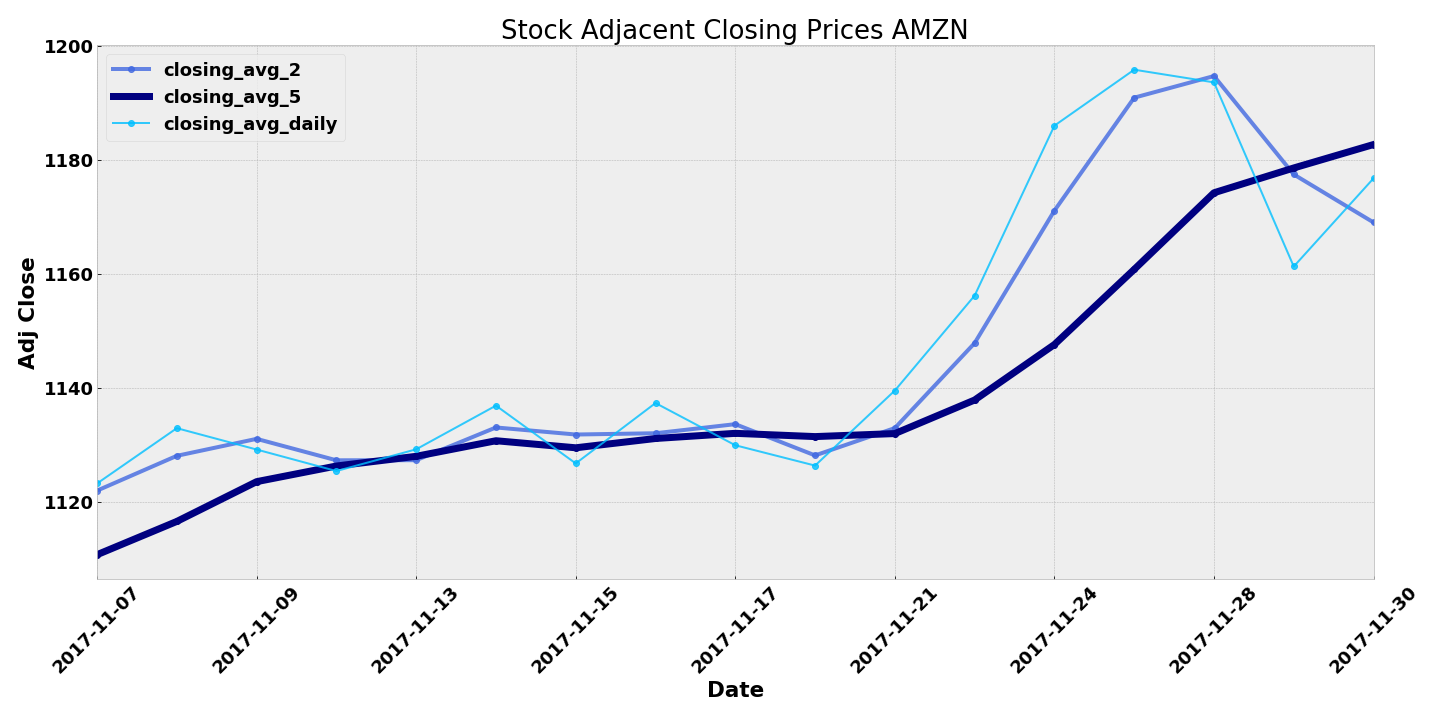 Stock Adjacent Closing Prices AMZN
closing_avg_2
closing_avg_5
closing_avg_daily
1200
1180
1160
1140
1120
Adj Close
2017-11-07
2017-11-09
2017-11-13
2017-11-15
2017-11-17
2017-11-21
2017-11-24
2017-11-28
2017-11-30
Date